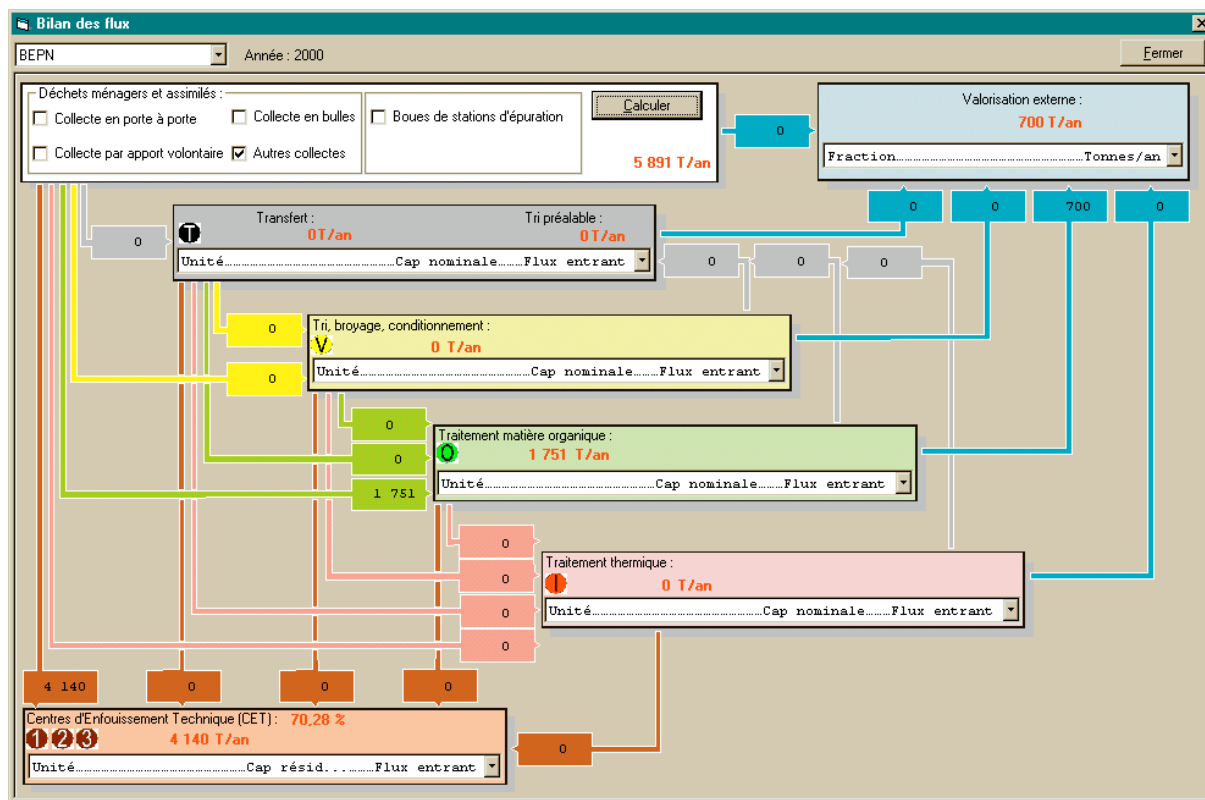 Bilan des flux
BEPN
Année : 2000
Fermer
Déchets ménagers et assimilés :
Collecte en porte à porte
Collecte en bulles
Boues de stations d'épuration
Calculer
Collecte par apport volontaire
Autres collectes
5 891 T/an
0
Valorisation externe :
700 T/an
Fraction.....Tonnes/an
0
0
700
0
0
T
Transfert :
Tri préalable :
0T/an
0T/an
Unité.....Cap nominale.....Flux entrant
0
0
0
0
Tri, broyage, conditionnement :
V
0 T/an
Unité.....Cap nominale.....Flux entrant
0
0
Traitement matière organique :
O
1 751 T/an
Unité.....Cap nominale.....Flux entrant
0
1 751
0
Traitement thermique :
I
0 T/an
Unité.....Cap nominale.....Flux entrant
0
0
0
4 140
0
0
0
Centres d'Enfouissement Technique (CET) : 70,28 %
1 2 3
4 140 T/an
Unité.....Cap résid........Flux entrant
0